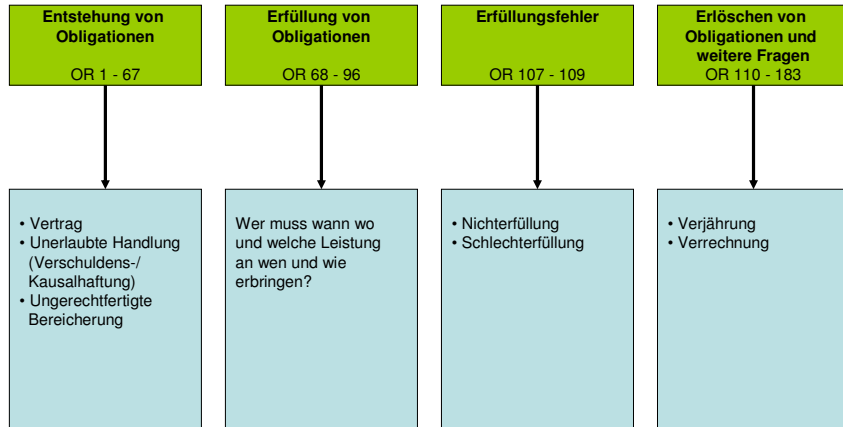 Entstehung von
Obligationen
OR 1 - 67
Erfüllung von
Obligationen
OR 68 - 96
Erfüllungsfehler
OR 107 - 109
Erlöschen von
Obligationen und
weitere Fragen
OR 110 - 183
• Vertrag
• Unerlaubte Handlung
(Verschuldens-/
Kausalhaftung)
• Ungerechtfertigte
Bereicherung
Wer muss wann wo
und welche Leistung
an wen und wie
erbringen?
• Nichterfüllung
• Schlechterfüllung
• Verjährung
• Verrechnung